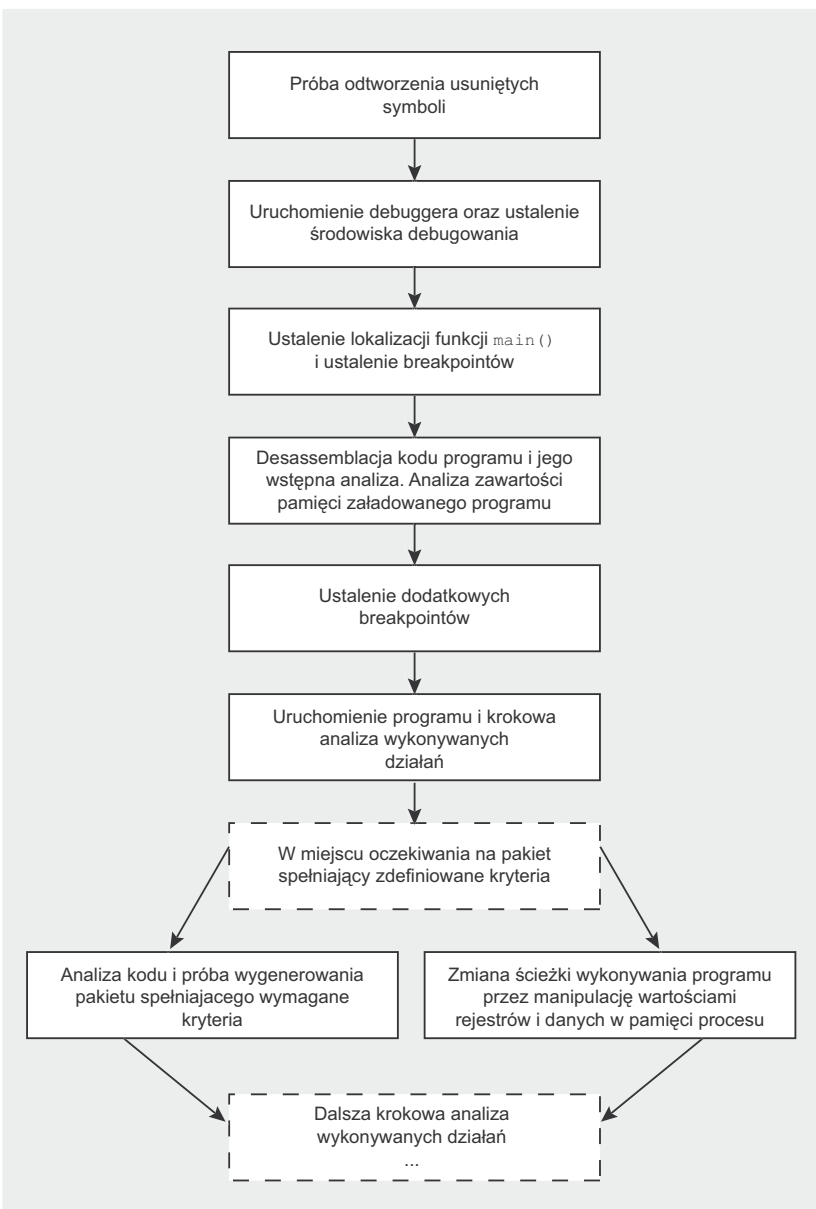 Próba odtworzenia usuniętych
symboli
Uruchomienie debuggera oraz ustalenie
środowiska debugowania
Ustalenie lokalizacji funkcji main()
i ustalenie breakpointów
Desassemblacja kodu programu i jego
wstępna analiza. Analiza zawartości
pamięci załadowanego programu
Ustalenie dodatkowych
breakpointów
Uruchomienie programu i krokowa
analiza wykonywanych
działań
W miejscu oczekiwania na pakiet
spełniający zdefiniowane kryteria
Analiza kodu i próba wygenerowania
pakietu spełniajacego wymagane
kryteria
Zmiana ścieżki wykonywania programu
przez manipulację wartościami
rejestrów i danych w pamięci procesu
Dalsza krokowa analiza
wykonywanych działań
...